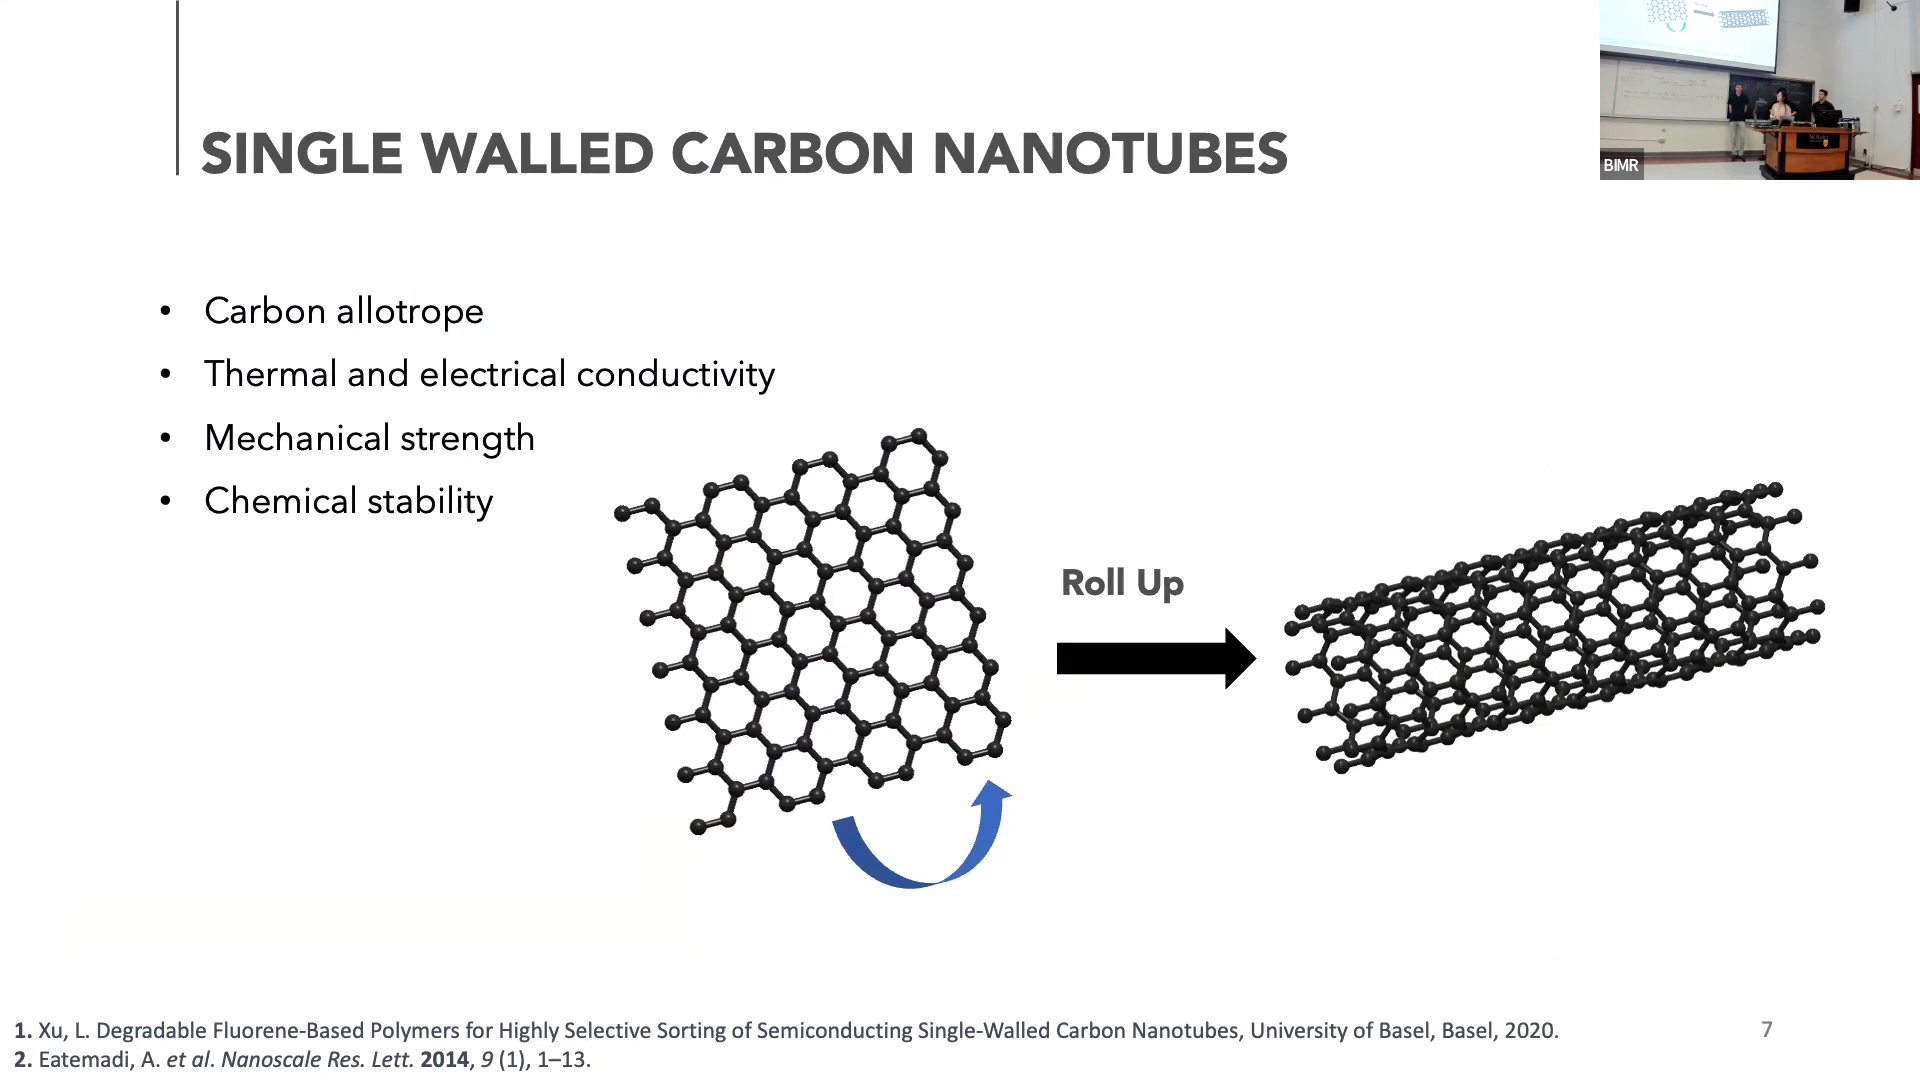 BIMR
SINGLE WALLED CARBON NANOTUBES
• Carbon allotrope
• Thermal and electrical conductivity
• Mechanical strength
• Chemical stability
Roll Up
1. Xu, L. Degradable Fluorene-Based Polymers for Highly Selective Sorting of Semiconducting Single-Walled Carbon Nanotubes, University of Basel, Basel, 2020.
2. Eatemadi, A. et al. Nanoscale Res. Lett. 2014, 9 (1), 1–13.
7